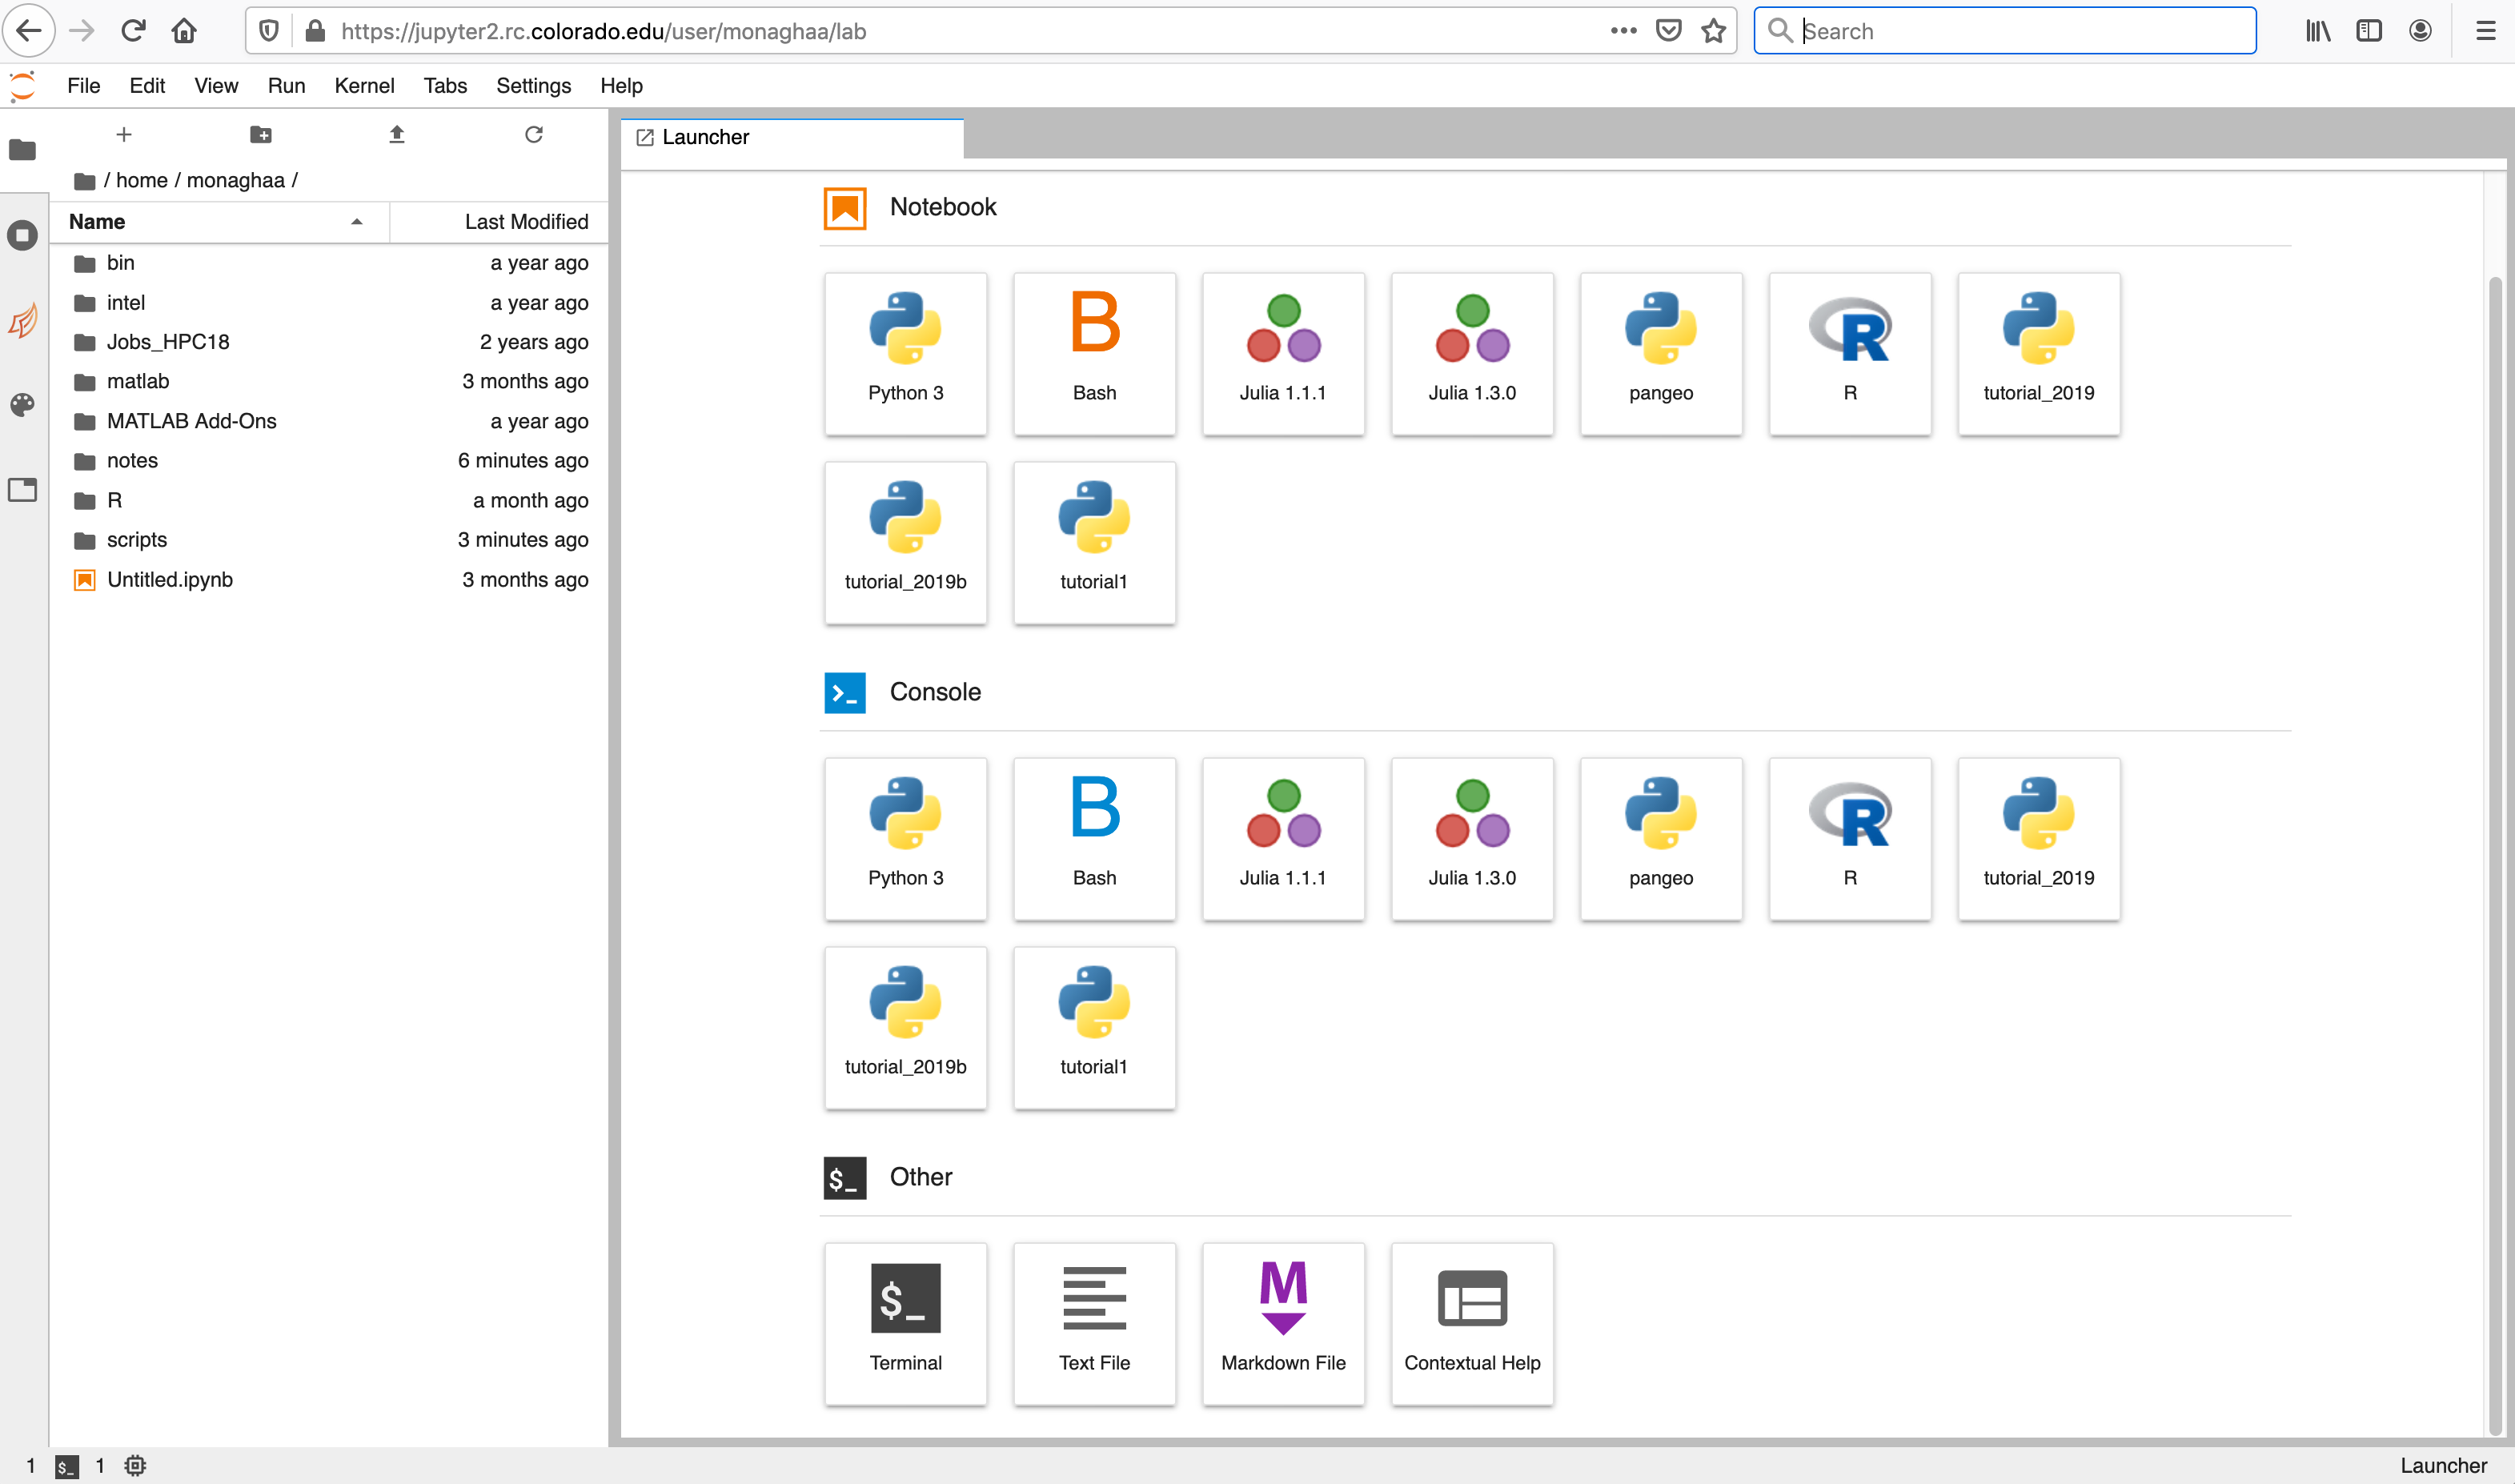 https://jupyter2.rc.colorado.edu/user/monaghaa/lab
Search
File Edit View Run Kernel Tabs Settings Help
Launcher
/ home / monaghaa /
Name Last Modified
bin a year ago
intel a year ago
Jobs_HPC18 2 years ago
matlab 3 months ago
MATLAB Add-Ons a year ago
notes 6 minutes ago
R a month ago
scripts 3 minutes ago
Untitled.ipynb 3 months ago
Notebook
B R
Python 3 Bash Julia 1.1.1 Julia 1.3.0 pangeo R tutorial_2019
tutorial_2019b tutorial1
>_ Console
B R
Python 3 Bash Julia 1.1.1 Julia 1.3.0 pangeo R tutorial_2019
tutorial_2019b tutorial1
$_ Other
$_ M
Terminal Text File Markdown File Contextual Help
1 $_ 1 Launcher